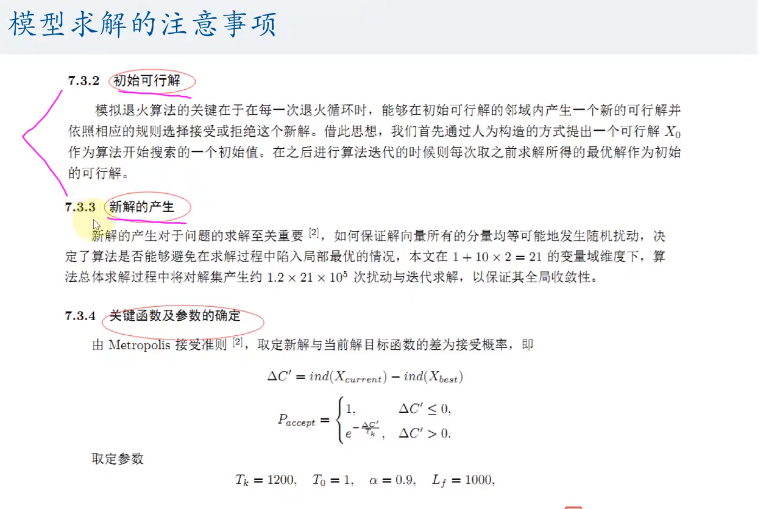 模型求解的注意事项
7.3.2 初始可行解
模拟退火算法的关键在于在每一次退火循环时，能够在初始可行解的邻域内产生一个新的可行解并
依照相应的规则选择接受或拒绝这个新解。借此思想，我们首先通过人为构造的方式提出一个可行解 X₀
作为算法开始搜索的一个初始值。在之后进行算法迭代的时候则每次取之前求解所得的最优解作为初始
的可行解。
7.3.3 新解的产生
新解的产生对于问题的求解至关重要 [2]，如何保证解向量所有的分量均等可能地发生随机扰动，决
定了算法是否能够避免在求解过程中陷入局部最优的情况，本文在 1 + 10 × 2 = 21 的变量域维度下，算
法总体求解过程中将对解集产生约 1.2 × 21 × 10⁵ 次扰动与迭代求解，以保证其全局收敛性。
7.3.4 关键函数及参数的确定
由 Metropolis 接受准则 [2]，取定新解与当前解目标函数的差为接受概率，即
ΔC′ = ind(X_current) − ind(X_best)
P_accept = { 1, ΔC′ ≤ 0,
e^(−ΔC′/T_k), ΔC′ > 0.
取定参数
T_k = 1200, T₀ = 1, α = 0.9, L_f = 1000,